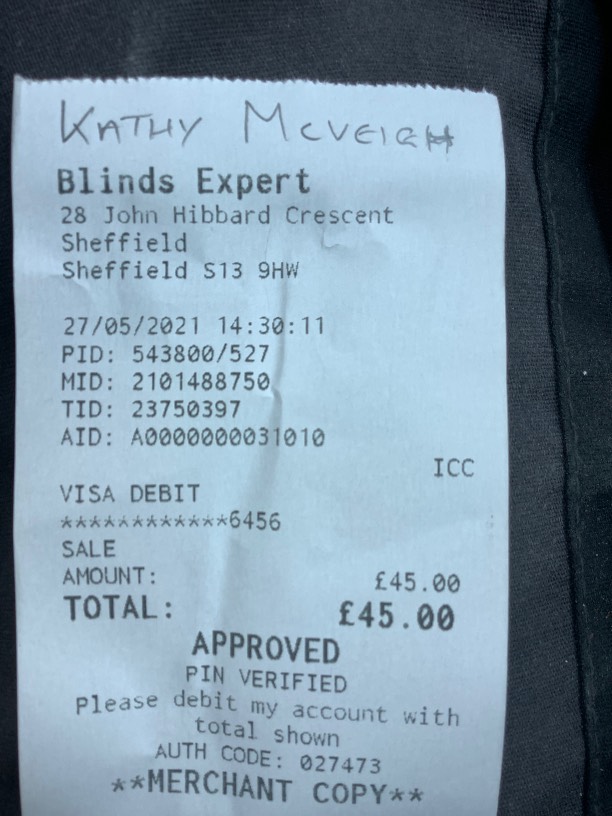 KATHY MCVEIGH
Blinds Expert
28 John Hibbard Crescent
Sheffield
Sheffield S13 9HW
27/05/2021 14:30:11
PID: 543800/527
MID: 2101488750
TID: 23750397
AID: A0000000031010
ICC
VISA DEBIT
************6456
SALE
AMOUNT: £45.00
TOTAL: £45.00
APPROVED
PIN VERIFIED
Please debit my account with
total shown
AUTH CODE: 027473
**MERCHANT COPY**